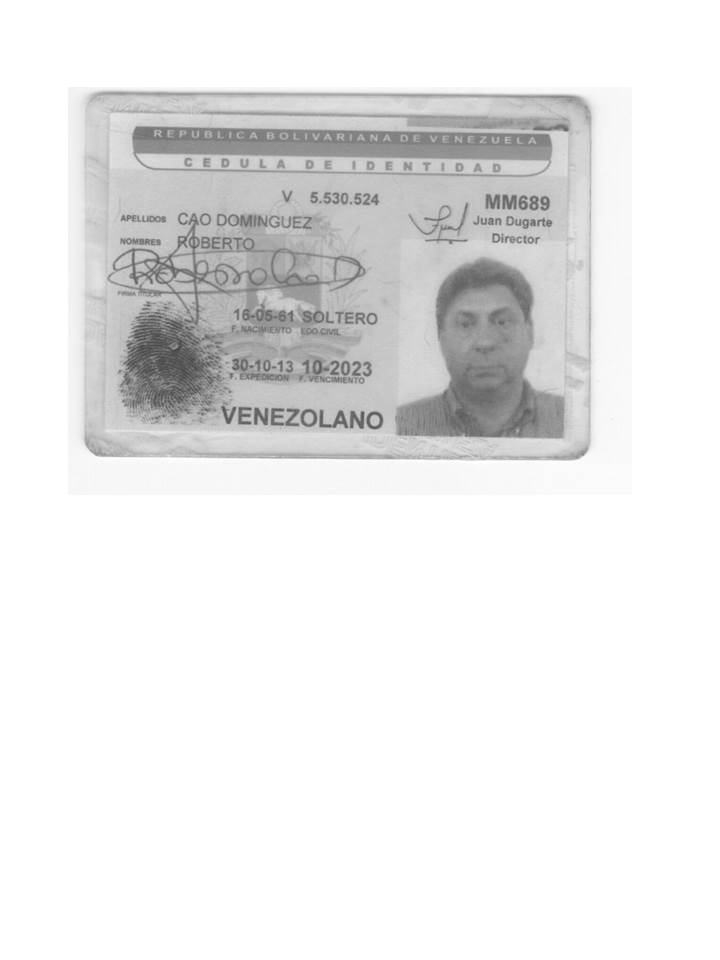 REPUBLICA BOLIVARIANA DE VENEZUELA
CEDULA DE IDENTIDAD
V 5.530.524
MM689
Juan Dugarte
Director
APELLIDOS CAO DOMINGUEZ
NOMBRES ROBERTO
FIRMA TITULAR
16-05-61 SOLTERO
F. NACIMIENTO EDO CIVIL
30-10-13 10-2023
F. EXPEDICION F. VENCIMIENTO
VENEZOLANO